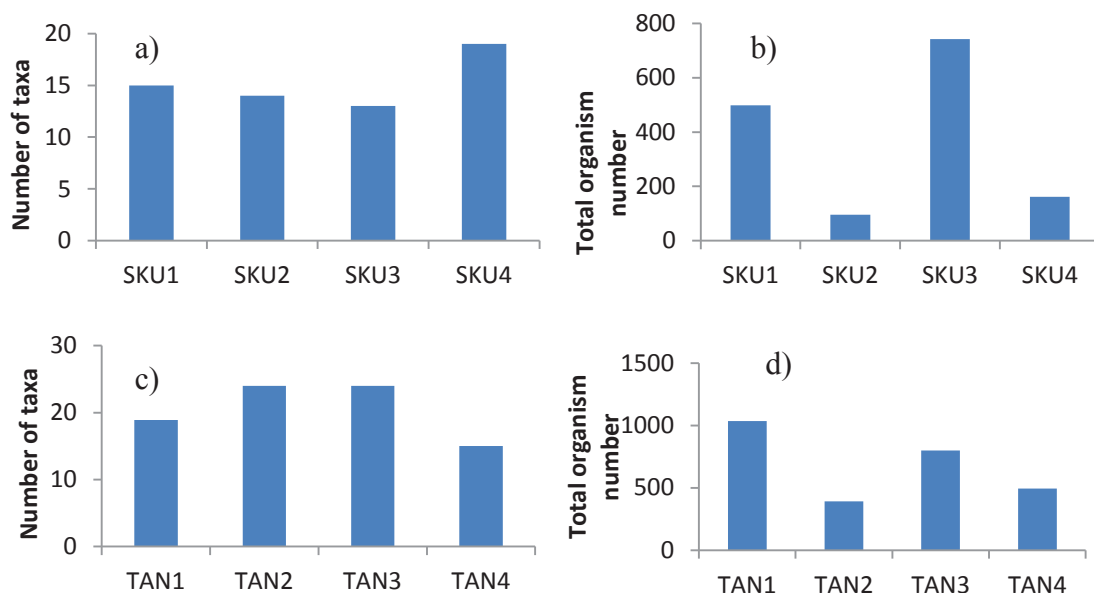 a)
Number of taxa
20
15
10
5
0
SKU1 SKU2 SKU3 SKU4
b)
Total organism
number
800
600
400
200
0
SKU1 SKU2 SKU3 SKU4
c)
Number of taxa
30
20
10
0
TAN1 TAN2 TAN3 TAN4
d)
Total organism
number
1500
1000
500
0
TAN1 TAN2 TAN3 TAN4